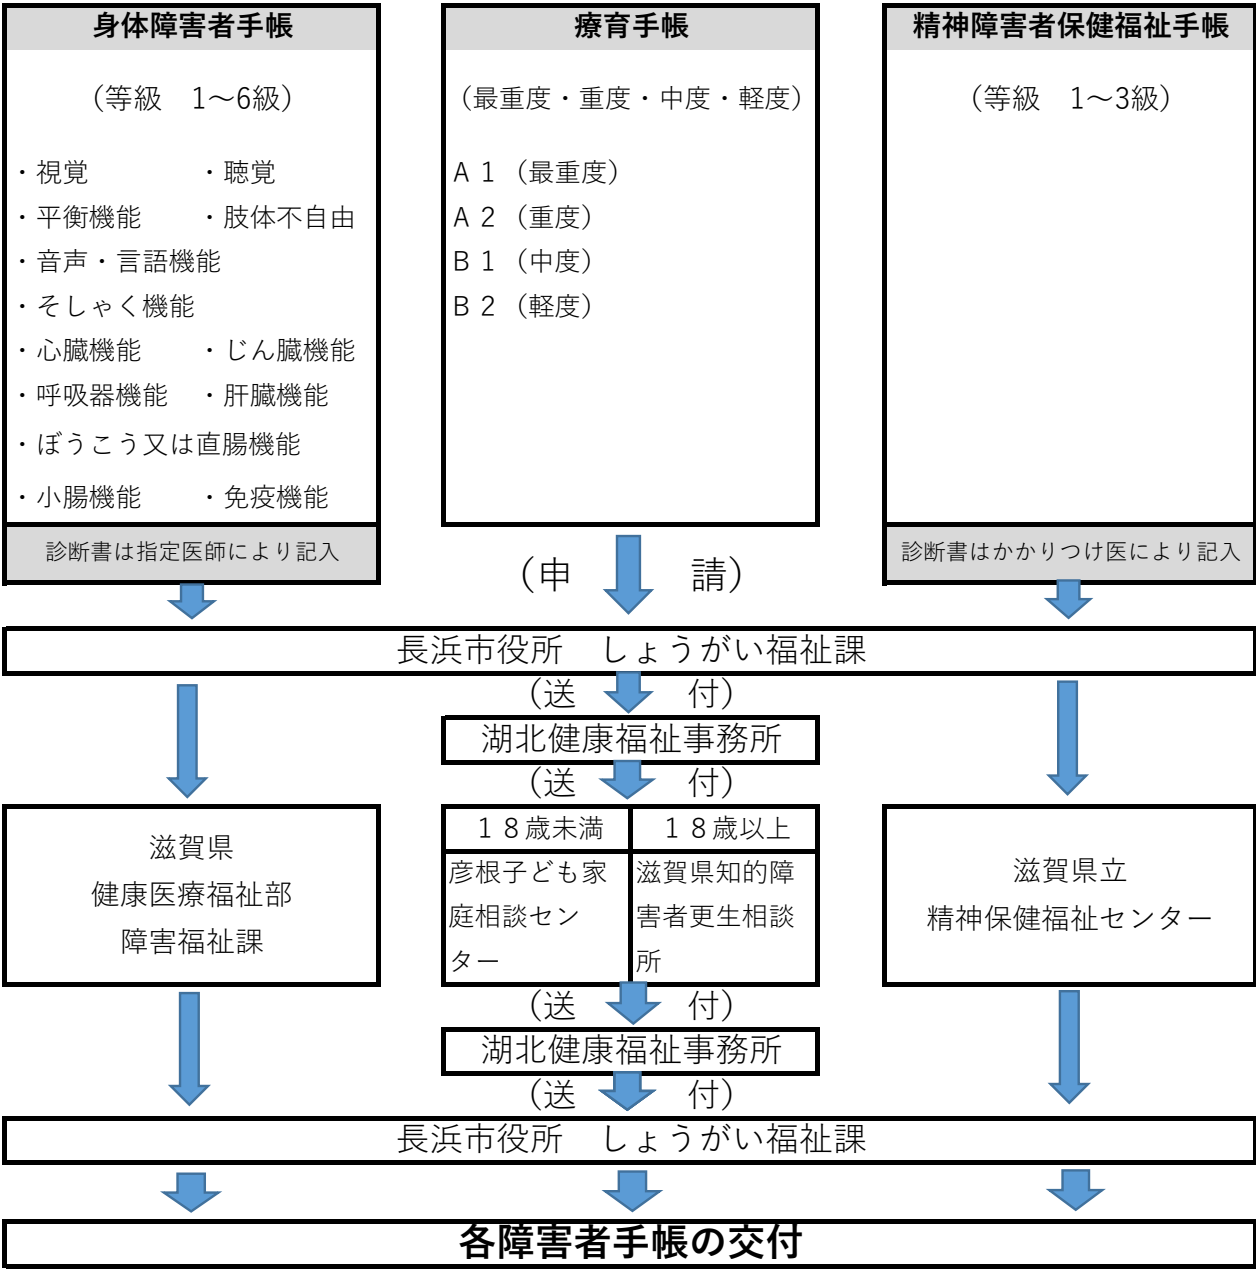 身体障害者手帳
（等級　1～6級）
・視覚　・聴覚
・平衡機能　・肢体不自由
・音声・言語機能
・そしゃく機能
・心臓機能　・じん臓機能
・呼吸器機能　・肝臓機能
・ぼうこう又は直腸機能
・小腸機能　・免疫機能
診断書は指定医師により記入
療育手帳
（最重度・重度・中度・軽度）
Ａ１（最重度）
Ａ２（重度）
Ｂ１（中度）
Ｂ２（軽度）
精神障害者保健福祉手帳
（等級　1～3級）
診断書はかかりつけ医により記入
（申　請）
長浜市役所　しょうがい福祉課
（送　付）
湖北健康福祉事務所
（送　付）
滋賀県
健康医療福祉部
障害福祉課
１８歳未満
彦根子ども家
庭相談セン
ター
１８歳以上
滋賀県知的障
害者更生相談
所
滋賀県立
精神保健福祉センター
（送　付）
湖北健康福祉事務所
（送　付）
長浜市役所　しょうがい福祉課
各障害者手帳の交付